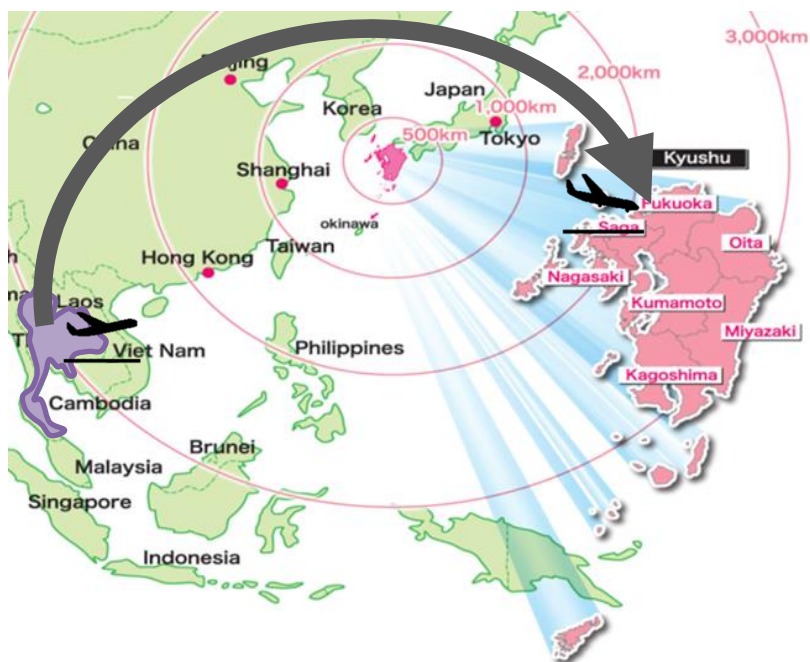 3,000km
2,000km
Japan
Korea
1,000km
500km
Tokyo
China
Kyushu
Shanghai
Fukuoka
okinawa
Saga
Oita
Taiwan
Hong Kong
Nagasaki
Laos
Kumamoto
Miyazaki
Viet Nam
Philippines
Kagoshima
Cambodia
Brunei
Malaysia
Singapore
Indonesia